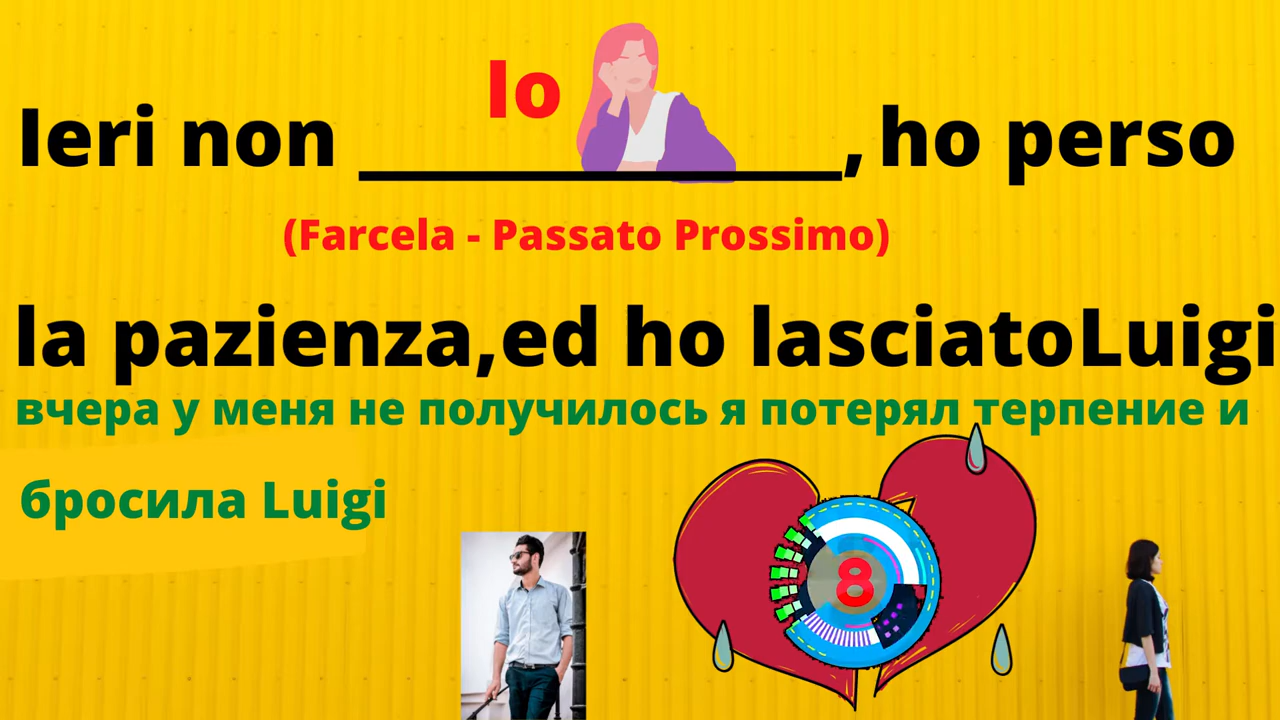 Io
Ieri non ________, ho perso
(Farcela - Passato Prossimo)
la pazienza,ed ho lasciatoLuigi
вчера у меня не получилось я потерял терпение и
бросила Luigi
8